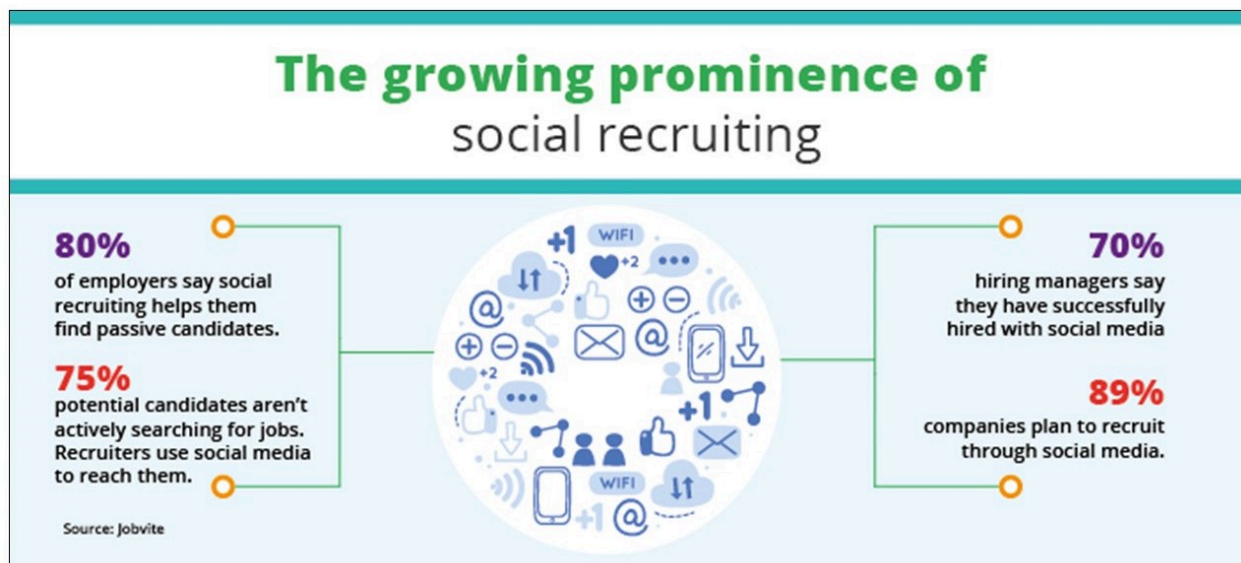 The growing prominence of
social recruiting
80%
of employers say social
recruiting helps them
find passive candidates.
75%
potential candidates aren't
actively searching for jobs.
Recruiters use social media
to reach them.
Source: Jobvite
+1
WIFI
+2
@
@
+2
+1
WIFI
+1
@
70%
hiring managers say
they have successfully
hired with social media
89%
companies plan to recruit
through social media.